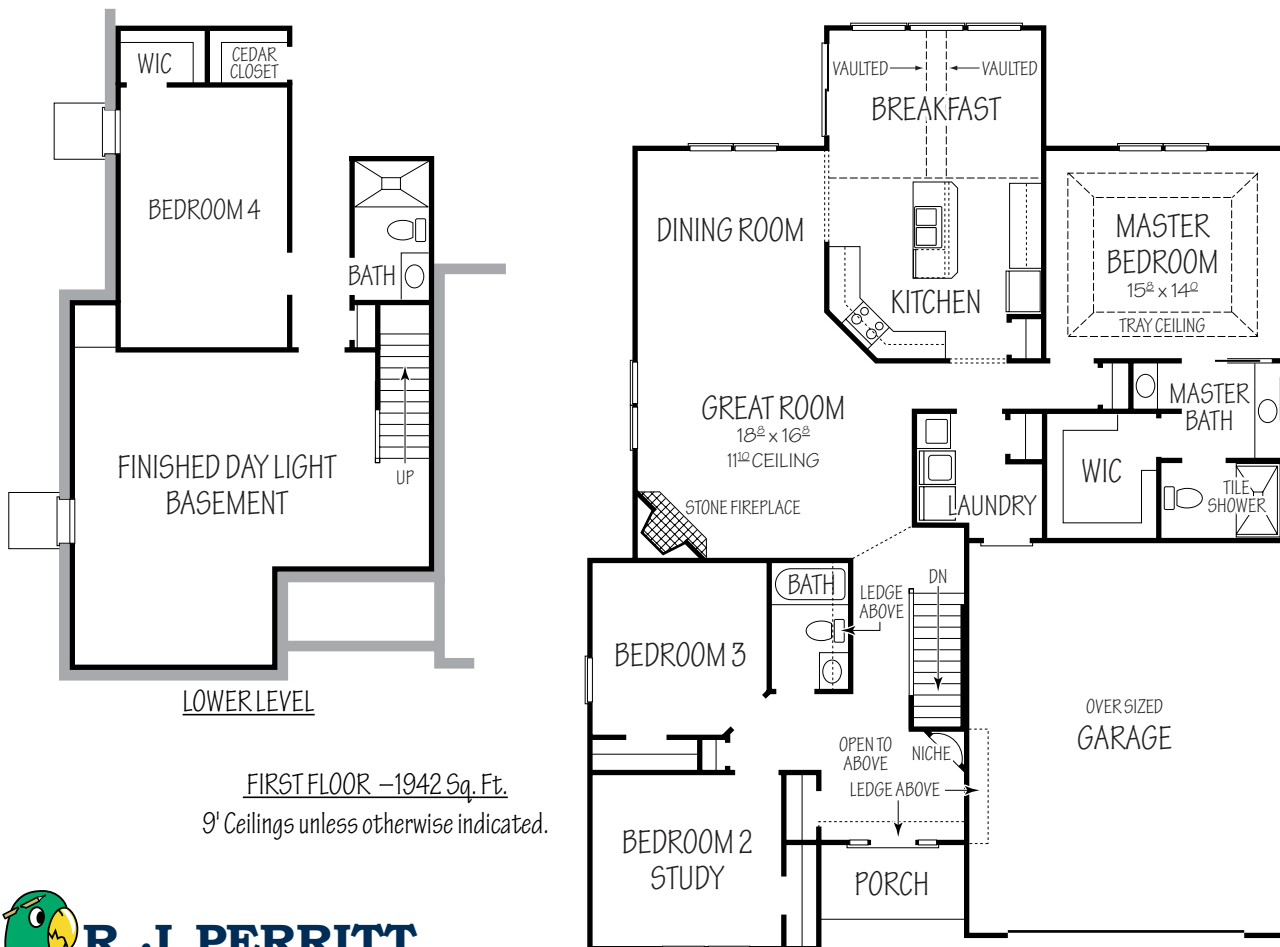 WIC
CEDAR
CLOSET
BEDROOM 4
BATH
FINISHED DAY LIGHT
BASEMENT
UP
LOWER LEVEL
FIRST FLOOR –1942 Sq. Ft.
9' Ceilings unless otherwise indicated.
R. J. PERRITT
VAULTED
VAULTED
BREAKFAST
DINING ROOM
KITCHEN
MASTER
BEDROOM
15⁸ x 14⁰
TRAY CEILING
GREAT ROOM
18⁸ x 16⁸
11¹⁰ CEILING
STONE FIREPLACE
MASTER
BATH
WIC
LAUNDRY
TILE
SHOWER
BATH
LEDGE
ABOVE
DN
BEDROOM 3
OPEN TO
ABOVE
NICHE
LEDGE ABOVE
OVER SIZED
GARAGE
BEDROOM 2
STUDY
PORCH